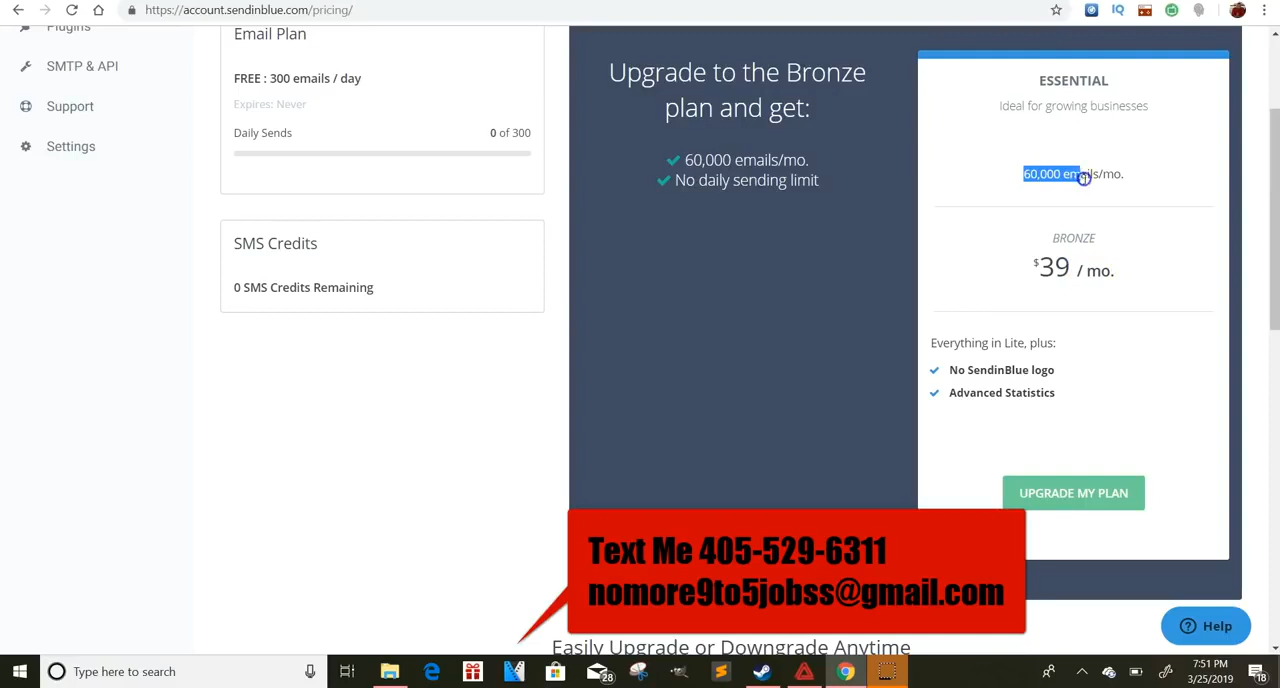 https://account.sendinblue.com/pricing/
IQ
Plugins
SMTP & API
Support
Settings
Email Plan
FREE : 300 emails / day
Expires: Never
Daily Sends
0 of 300
SMS Credits
0 SMS Credits Remaining
Upgrade to the Bronze
plan and get:
60,000 emails/mo.
No daily sending limit
ESSENTIAL
Ideal for growing businesses
60,000 emails/mo.
BRONZE
$39 / mo.
Everything in Lite, plus:
No SendinBlue logo
Advanced Statistics
UPGRADE MY PLAN
Text Me 405-529-6311
nomore9to5jobss@gmail.com
Easily Upgrade or Downgrade Anytime
Help
Type here to search
28
7:51 PM
3/25/2019
18